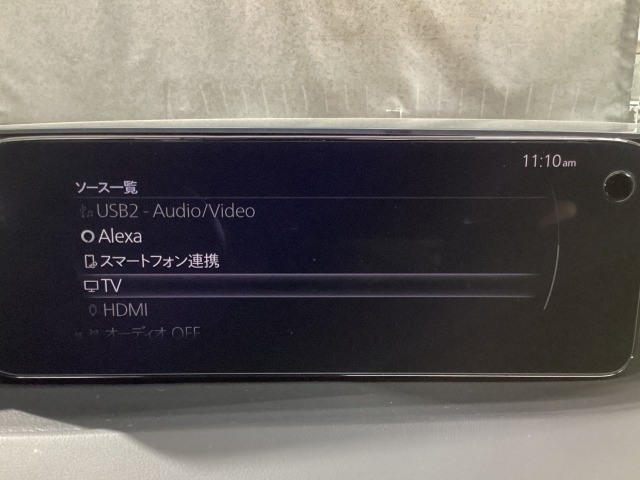 11:10am
ソース一覧
USB2 - Audio/Video
Alexa
スマートフォン連携
TV
HDMI
オーディオ OFF